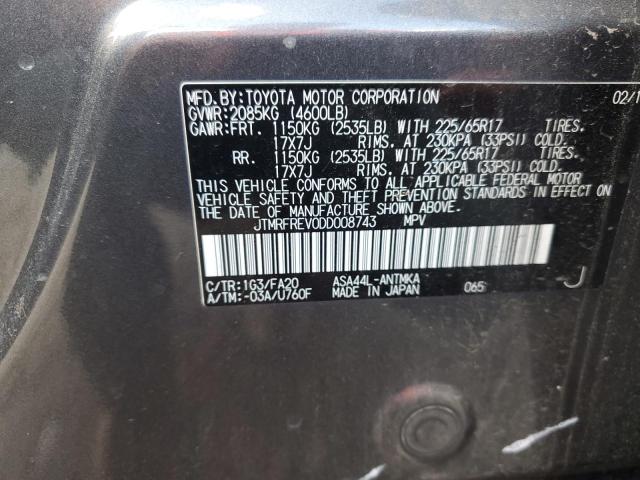 MFD. BY: TOYOTA MOTOR CORPORATION 02/1
GVWR: 2085KG (4600LB)
GAWR: FRT. 1150KG (2535LB) WITH 225/65R17 TIRES.
17X7J RIMS. AT 230KPA (33PSI) COLD.
RR. 1150KG (2535LB) WITH 225/65R17 TIRES.
17X7J RIMS. AT 230KPA (33PSI) COLD.
THIS VEHICLE CONFORMS TO ALL APPLICABLE FEDERAL MOTOR
VEHICLE SAFETY AND THEFT PREVENTION STANDARDS IN EFFECT ON
THE DATE OF MANUFACTURE SHOWN ABOVE.
JTMRFREV0DD008743 MPV
C/TR: 1G3/FA20 ASA44L-ANTMKA 065 J
A/TM: -03A/U760F MADE IN JAPAN